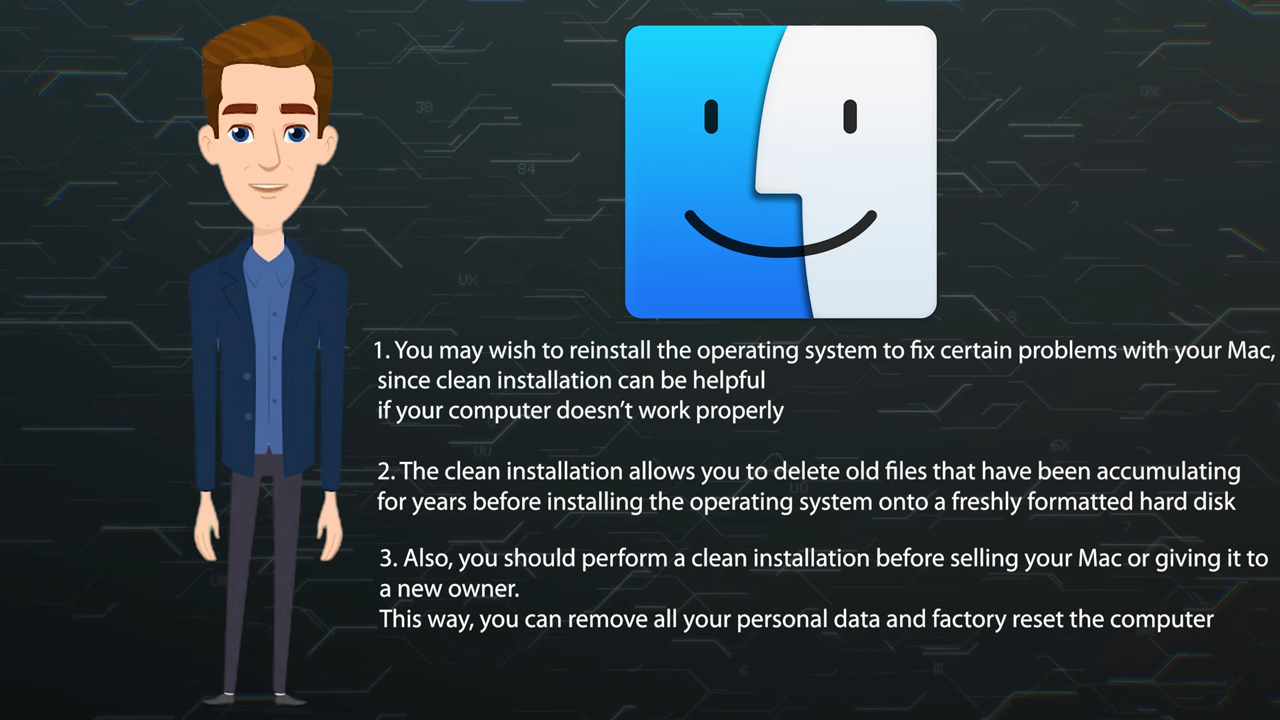 1. You may wish to reinstall the operating system to fix certain problems with your Mac,
since clean installation can be helpful
if your computer doesn’t work properly
2. The clean installation allows you to delete old files that have been accumulating
for years before installing the operating system onto a freshly formatted hard disk
3. Also, you should perform a clean installation before selling your Mac or giving it to
a new owner.
This way, you can remove all your personal data and factory reset the computer